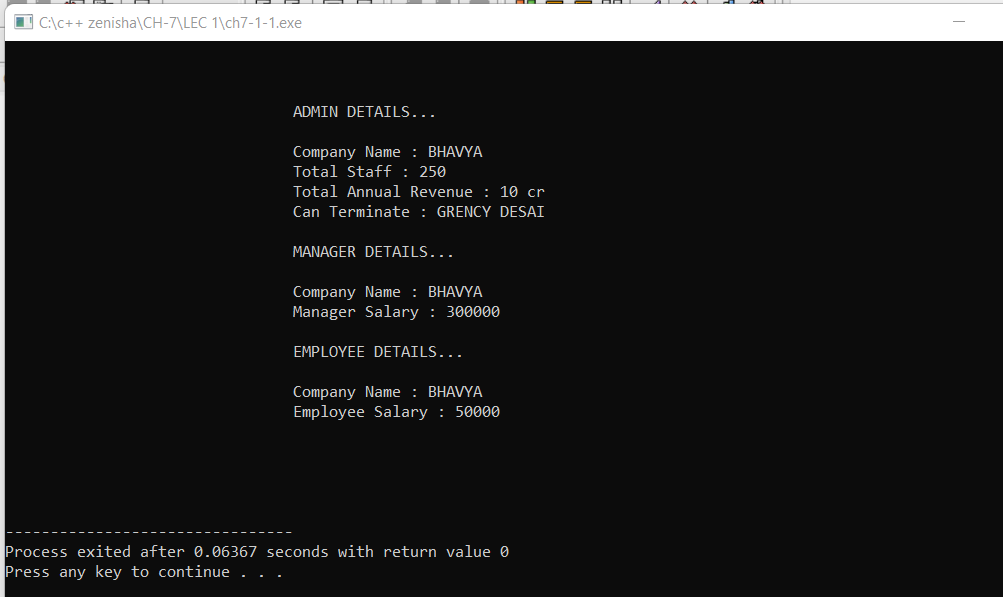 C:\c++ zenisha\CH-7\LEC 1\ch7-1-1.exe
ADMIN DETAILS...
Company Name : BHAVYA
Total Staff : 250
Total Annual Revenue : 10 cr
Can Terminate : GRENCY DESAI
MANAGER DETAILS...
Company Name : BHAVYA
Manager Salary : 300000
EMPLOYEE DETAILS...
Company Name : BHAVYA
Employee Salary : 50000
--------------------------------
Process exited after 0.06367 seconds with return value 0
Press any key to continue . . .